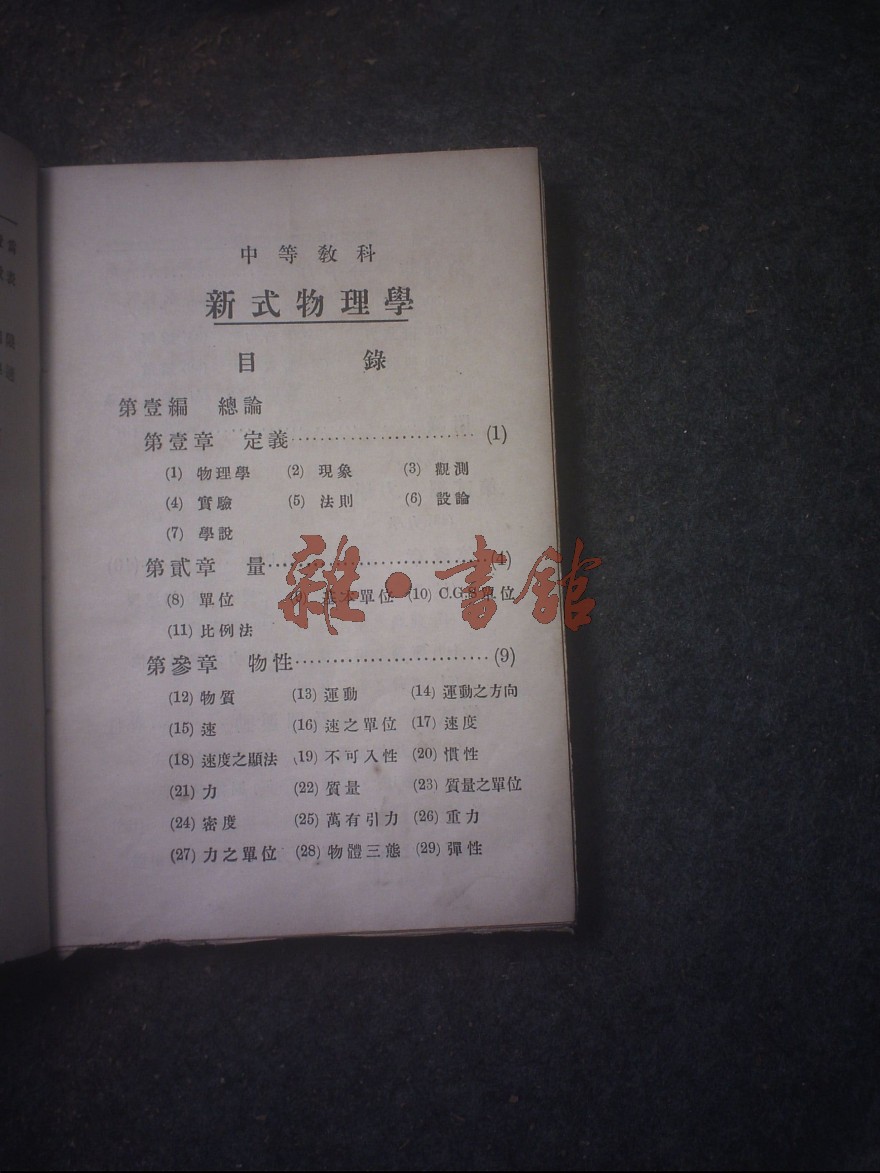 中等教科
新式物理學
目錄
第壹編 總論
第壹章 定義························(1)
(1) 物理學 (2) 現象 (3) 觀測
(4) 實驗 (5) 法則 (6) 設論
(7) 學說
第貳章 量·····························(4)
(8) 單位 (9) 基本單位 (10) C.G.S單位
(11) 比例法
第參章 物性·························(9)
(12) 物質 (13) 運動 (14) 運動之方向
(15) 速 (16) 速之單位 (17) 速度
(18) 速度之顯法 (19) 不可入性 (20) 慣性
(21) 力 (22) 質量 (23) 質量之單位
(24) 密度 (25) 萬有引力 (26) 重力
(27) 力之單位 (28) 物體三態 (29) 彈性
雜·書館